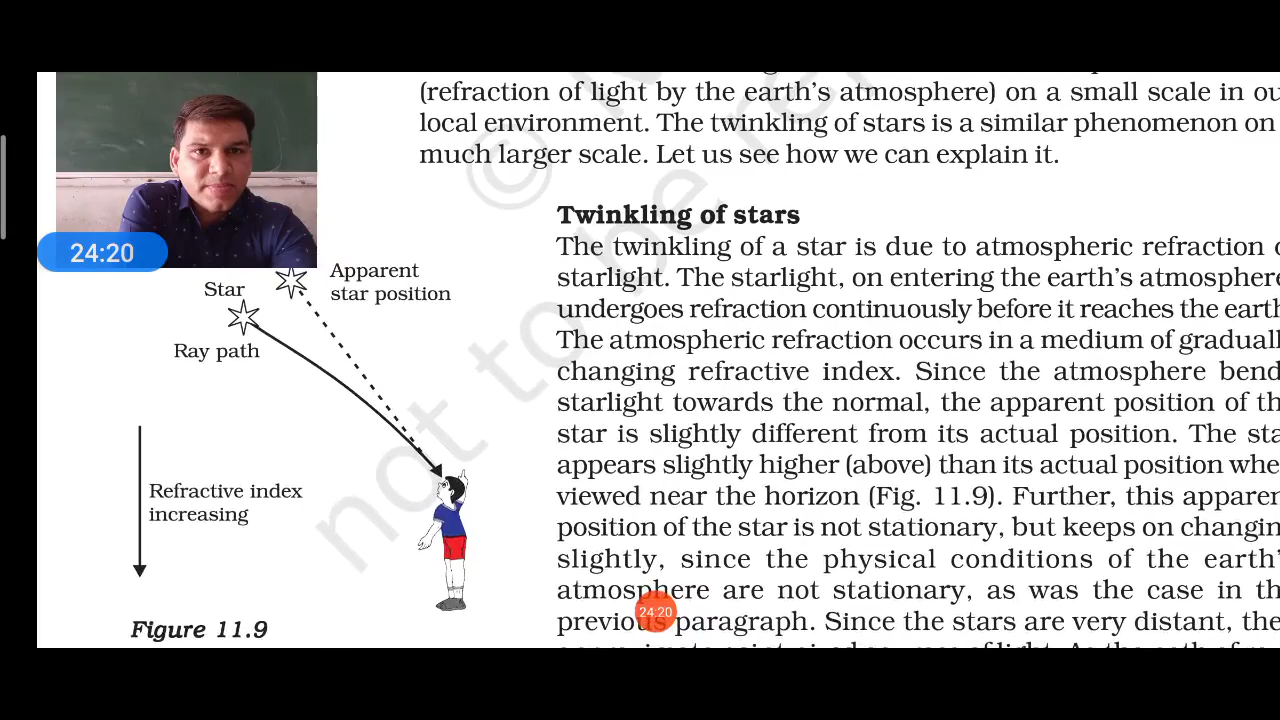 (refraction of light by the earth's atmosphere) on a small scale in ou
local environment. The twinkling of stars is a similar phenomenon on
much larger scale. Let us see how we can explain it.
Twinkling of stars
The twinkling of a star is due to atmospheric refraction o
starlight. The starlight, on entering the earth's atmosphere
undergoes refraction continuously before it reaches the earth
The atmospheric refraction occurs in a medium of graduall
changing refractive index. Since the atmosphere bend
starlight towards the normal, the apparent position of th
star is slightly different from its actual position. The sta
appears slightly higher (above) than its actual position whe
viewed near the horizon (Fig. 11.9). Further, this apparen
position of the star is not stationary, but keeps on changin
slightly, since the physical conditions of the earth'
atmosphere are not stationary, as was the case in th
previous paragraph. Since the stars are very distant, the
24:20
Apparent
star position
Star
Ray path
Refractive index
increasing
Figure 11.9
24:20
© 
not to be re